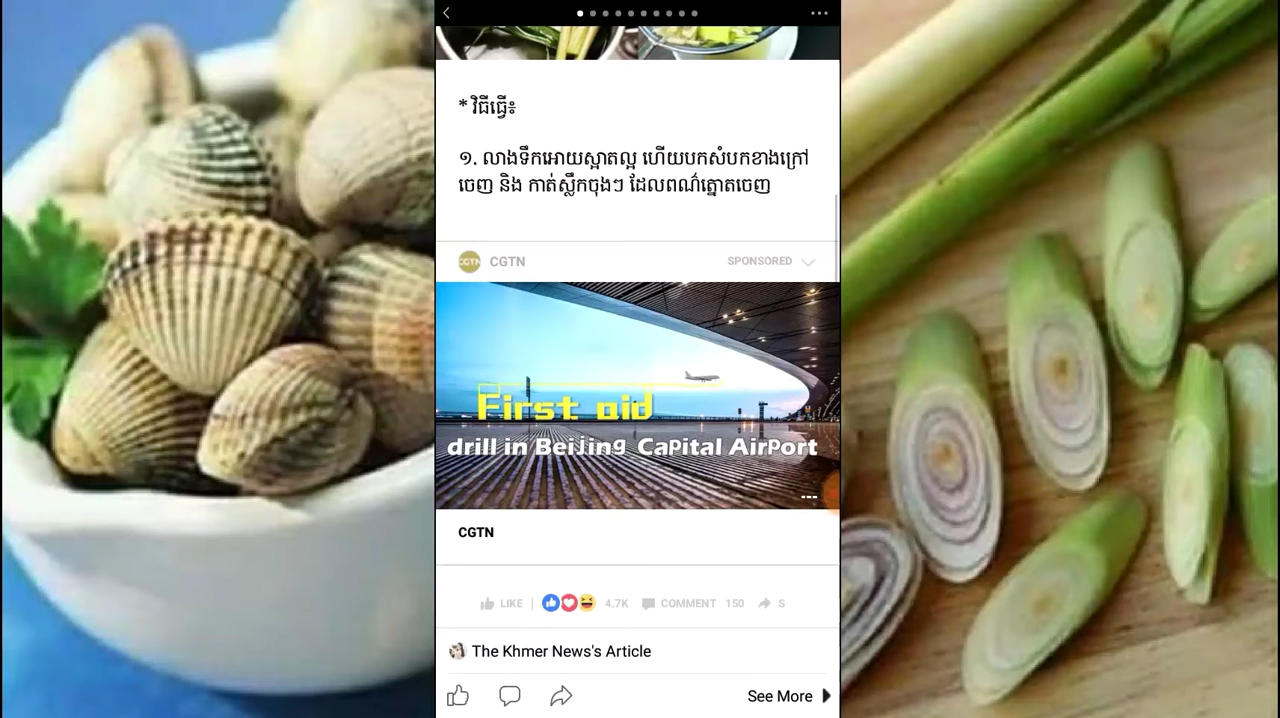 * វិធីធ្វើ៖
១. លាងទឹកអោយស្អាតល្អ ហើយបកសំបកខាងក្រៅ
ចេញ និង កាត់ស្លឹកចុងៗ ដែលពណ៌ត្នោតចេញ
CGTN CGTN SPONSORED
First aid
drill in Beijing Capital Airport
CGTN
LIKE 4.7K COMMENT 150 S
The Khmer News's Article
See More